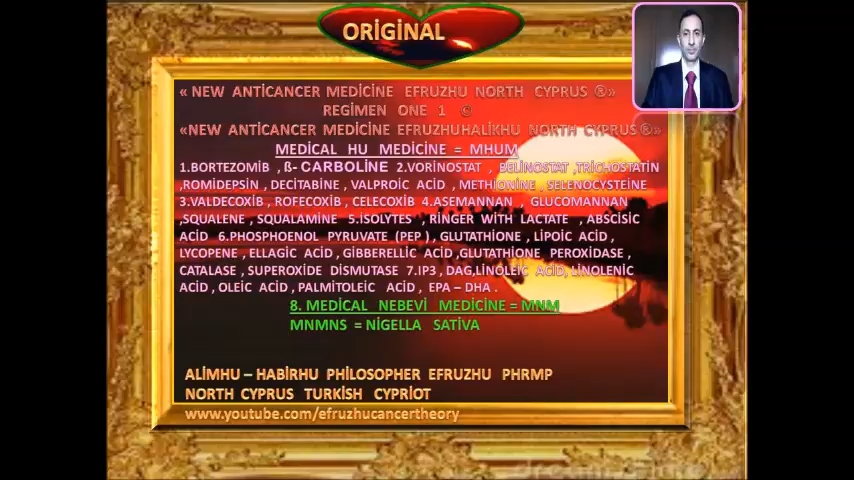 ORİGİNAL
« NEW ANTİCANCER MEDİCİNE EFRUZHU NORTH CYPRUS ®»
REGİMEN ONE 1 ©
«NEW ANTİCANCER MEDİCİNE EFRUZHUHALİKHU NORTH CYPRUS®»
MEDİCAL HU MEDİCİNE = MHUM
1.BORTEZOMİB , ß- CARBOLİNE 2.VORİNOSTAT , BELİNOSTAT ,TRİCHOSTATİN
,ROMİDEPSİN , DECİTABİNE , VALPROİC ACİD , METHİONİNE , SELENOCYSTEİNE
3.VALDECOXİB , ROFECOXİB, CELECOXİB 4.ASEMANNAN , GLUCOMANNAN
,SQUALENE , SQUALAMİNE 5.İSOLYTES , RİNGER WİTH LACTATE , ABSCİSİC
ACİD 6.PHOSPHOENOL PYRUVATE (PEP ) , GLUTATHİONE , LİPOİC ACİD ,
LYCOPENE , ELLAGİC ACİD , GİBBERELLİC ACİD ,GLUTATHİONE PEROXİDASE ,
CATALASE , SUPEROXİDE DİSMUTASE 7.IP3 , DAG,LİNOLEİC ACİD, LİNOLENİC
ACİD , OLEİC ACİD , PALMİTOLEİC ACİD , EPA – DHA .
8. MEDİCAL NEBEVİ MEDİCİNE = MNM
MNMNS = NİGELLA SATİVA
ALİMHU – HABİRHU PHİLOSOPHER EFRUZHU PHRMP
NORTH CYPRUS TURKİSH CYPRİOT
www.youtube.com/efruzhucancertheory